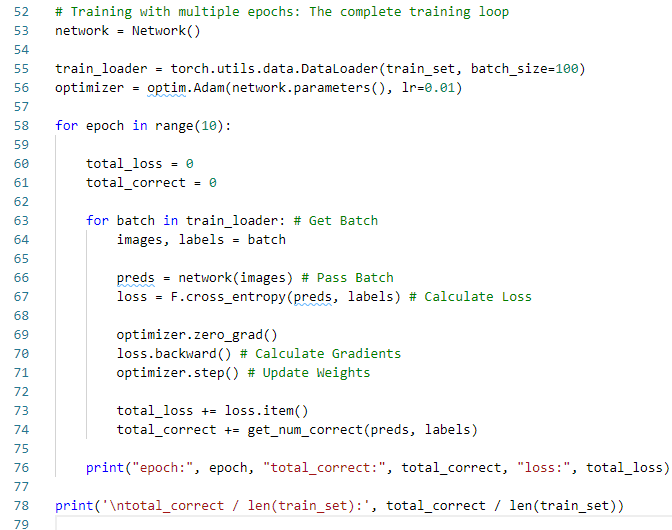 52 # Training with multiple epochs: The complete training loop
53 network = Network()
54
55 train_loader = torch.utils.data.DataLoader(train_set, batch_size=100)
56 optimizer = optim.Adam(network.parameters(), lr=0.01)
57
58 for epoch in range(10):
59
60     total_loss = 0
61     total_correct = 0
62
63     for batch in train_loader: # Get Batch
64         images, labels = batch
65
66         preds = network(images) # Pass Batch
67         loss = F.cross_entropy(preds, labels) # Calculate Loss
68
69         optimizer.zero_grad()
70         loss.backward() # Calculate Gradients
71         optimizer.step() # Update Weights
72
73         total_loss += loss.item()
74         total_correct += get_num_correct(preds, labels)
75
76     print("epoch:", epoch, "total_correct:", total_correct, "loss:", total_loss)
77
78 print('\ntotal_correct / len(train_set):', total_correct / len(train_set))
79